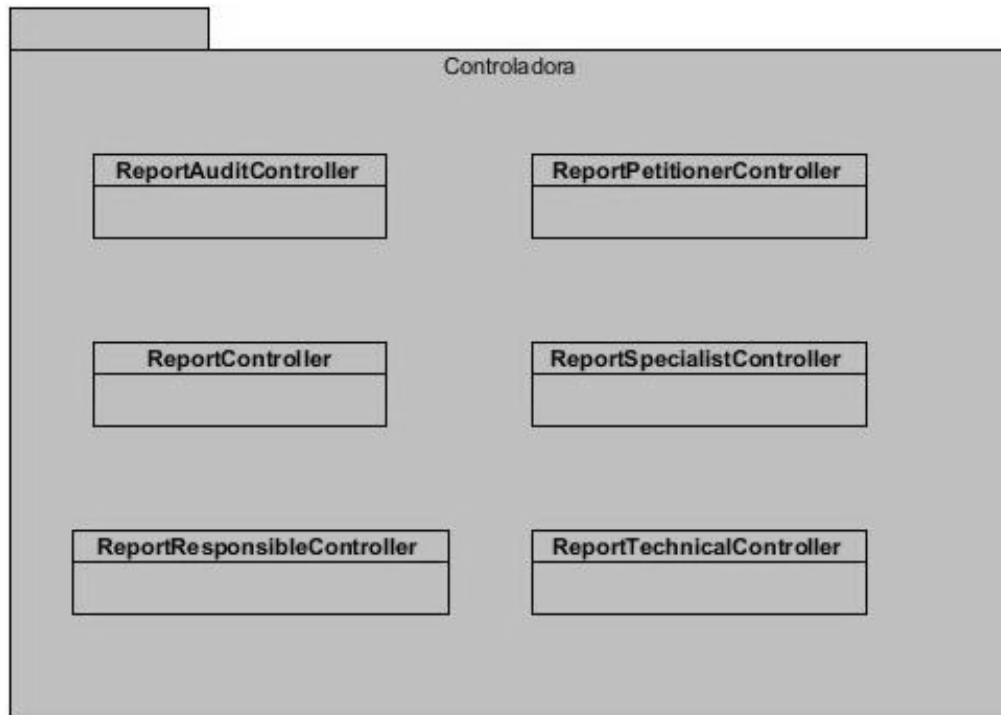 Controladora
ReportAuditController
ReportPetitionerController
ReportController
ReportSpecialistController
ReportResponsibleController
ReportTechnicalController